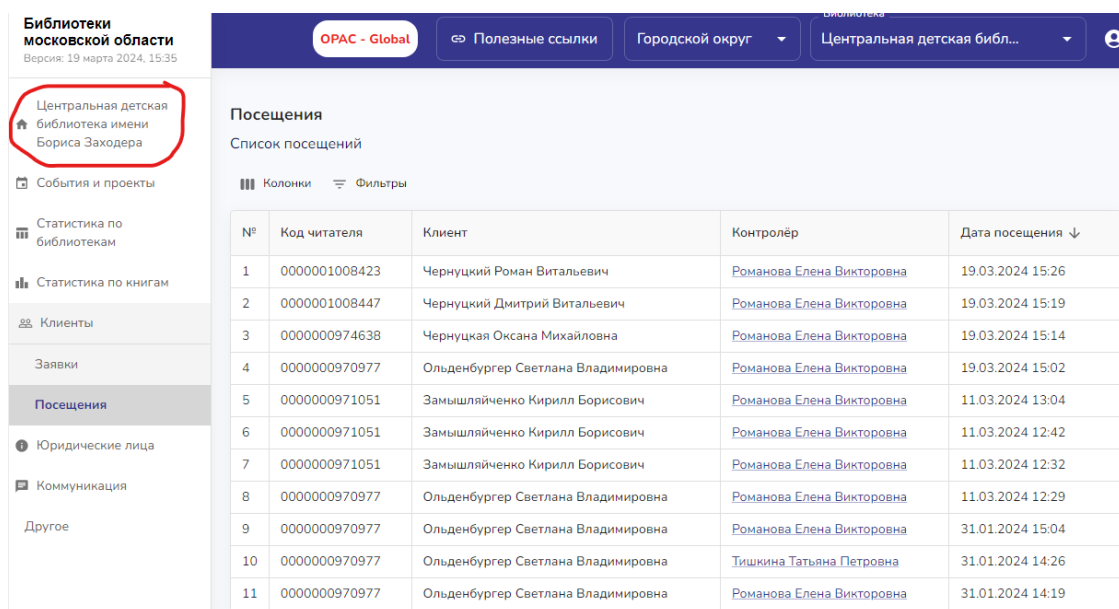 Библиотеки
московской области
Версия: 19 марта 2024, 15:35
OPAC - Global
Полезные ссылки
Городской округ
Библиотека
Центральная детская библ...
Центральная детская
библиотека имени
Бориса Заходера
События и проекты
Статистика по
библиотекам
Статистика по книгам
Клиенты
Заявки
Посещения
Юридические лица
Коммуникация
Другое
Посещения
Список посещений
Колонки Фильтры
№ Код читателя Клиент Контролёр Дата посещения
1 0000001008423 Чернуцкий Роман Витальевич Романова Елена Викторовна 19.03.2024 15:26
2 0000001008447 Чернуцкий Дмитрий Витальевич Романова Елена Викторовна 19.03.2024 15:19
3 0000000974638 Чернуцкая Оксана Михайловна Романова Елена Викторовна 19.03.2024 15:14
4 0000000970977 Ольденбургер Светлана Владимировна Романова Елена Викторовна 19.03.2024 15:02
5 0000000971051 Замышляйченко Кирилл Борисович Романова Елена Викторовна 11.03.2024 13:04
6 0000000971051 Замышляйченко Кирилл Борисович Романова Елена Викторовна 11.03.2024 12:42
7 0000000971051 Замышляйченко Кирилл Борисович Романова Елена Викторовна 11.03.2024 12:32
8 0000000970977 Ольденбургер Светлана Владимировна Романова Елена Викторовна 11.03.2024 12:29
9 0000000970977 Ольденбургер Светлана Владимировна Романова Елена Викторовна 31.01.2024 15:04
10 0000000970977 Ольденбургер Светлана Владимировна Тишкина Татьяна Петровна 31.01.2024 14:26
11 0000000970977 Ольденбургер Светлана Владимировна Романова Елена Викторовна 31.01.2024 14:19